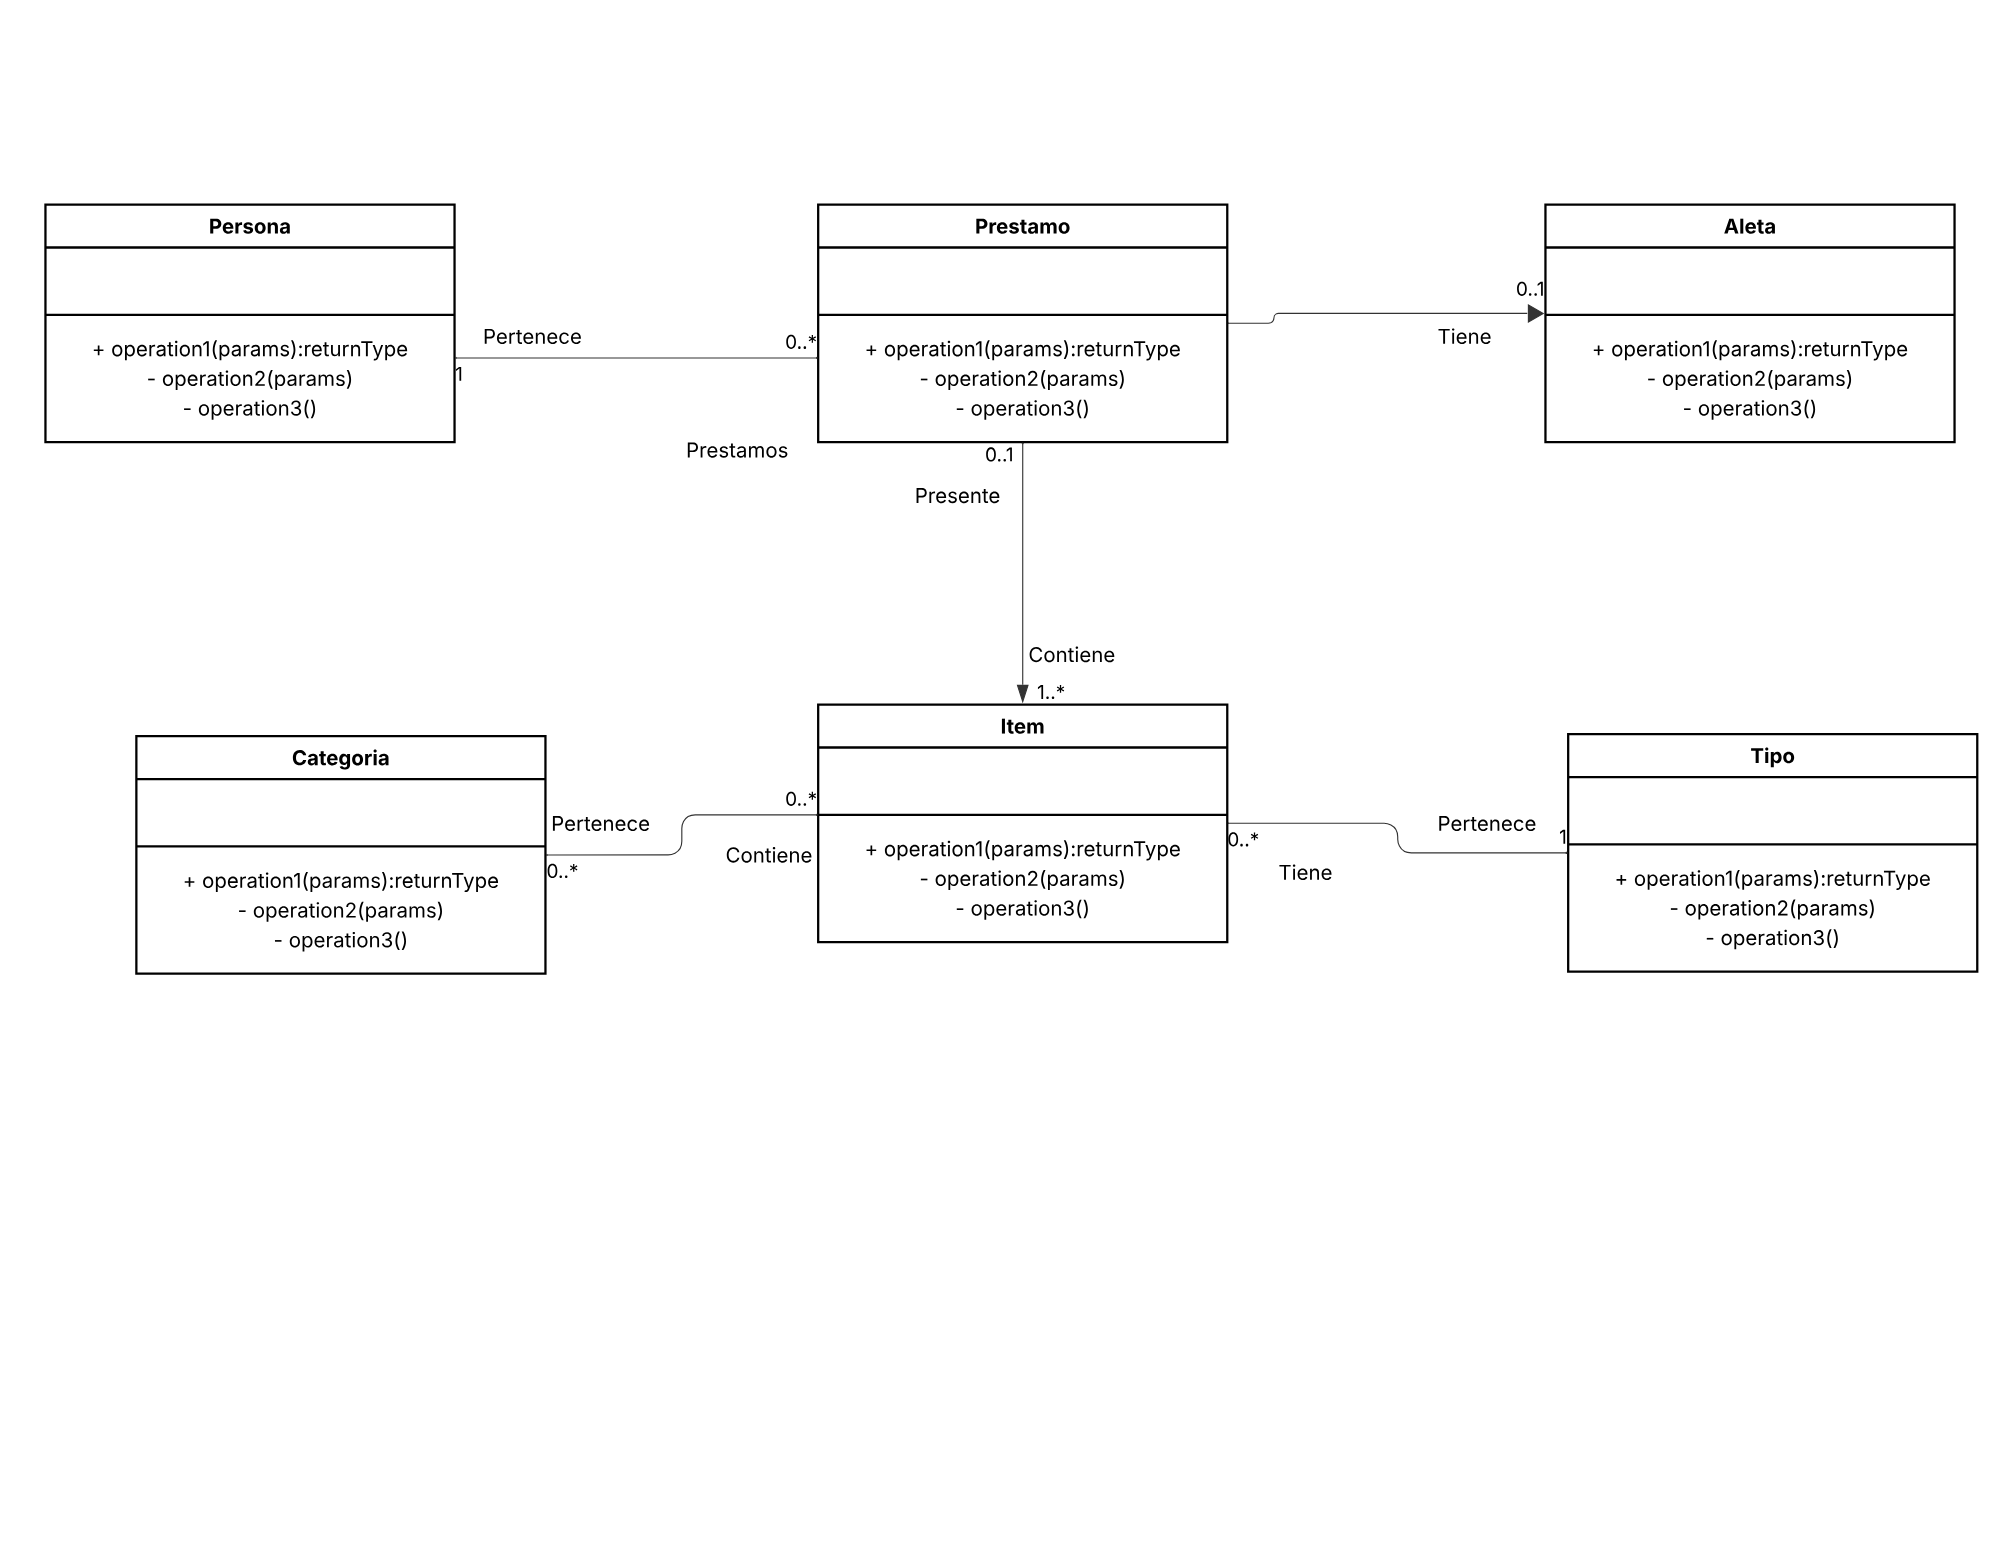 Persona
+ operation1(params):returnType
- operation2(params)
- operation3()
Pertenece
1
0..*
Prestamos
Prestamo
+ operation1(params):returnType
- operation2(params)
- operation3()
0..1
Tiene
Aleta
+ operation1(params):returnType
- operation2(params)
- operation3()
0..1
Presente
Contiene
1..*
Categoria
+ operation1(params):returnType
- operation2(params)
- operation3()
Pertenece
0..*
0..*
Contiene
Item
+ operation1(params):returnType
- operation2(params)
- operation3()
0..*
Tiene
Pertenece
1
Tipo
+ operation1(params):returnType
- operation2(params)
- operation3()